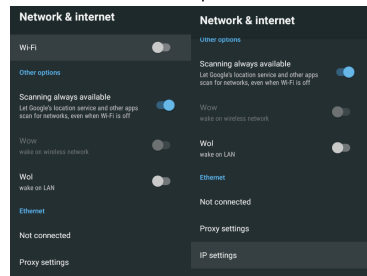 Network & internet
Wi-Fi
Other options
Scanning always available
Let Google's location service and other apps
scan for networks, even when Wi-Fi is off
Wow
wake on wireless network
Wol
wake on LAN
Ethernet
Not connected
Proxy settings
Network & internet
Other options
Scanning always available
Let Google's location service and other apps
scan for networks, even when Wi-Fi is off
Wow
wake on wireless network
Wol
wake on LAN
Ethernet
Not connected
Proxy settings
IP settings